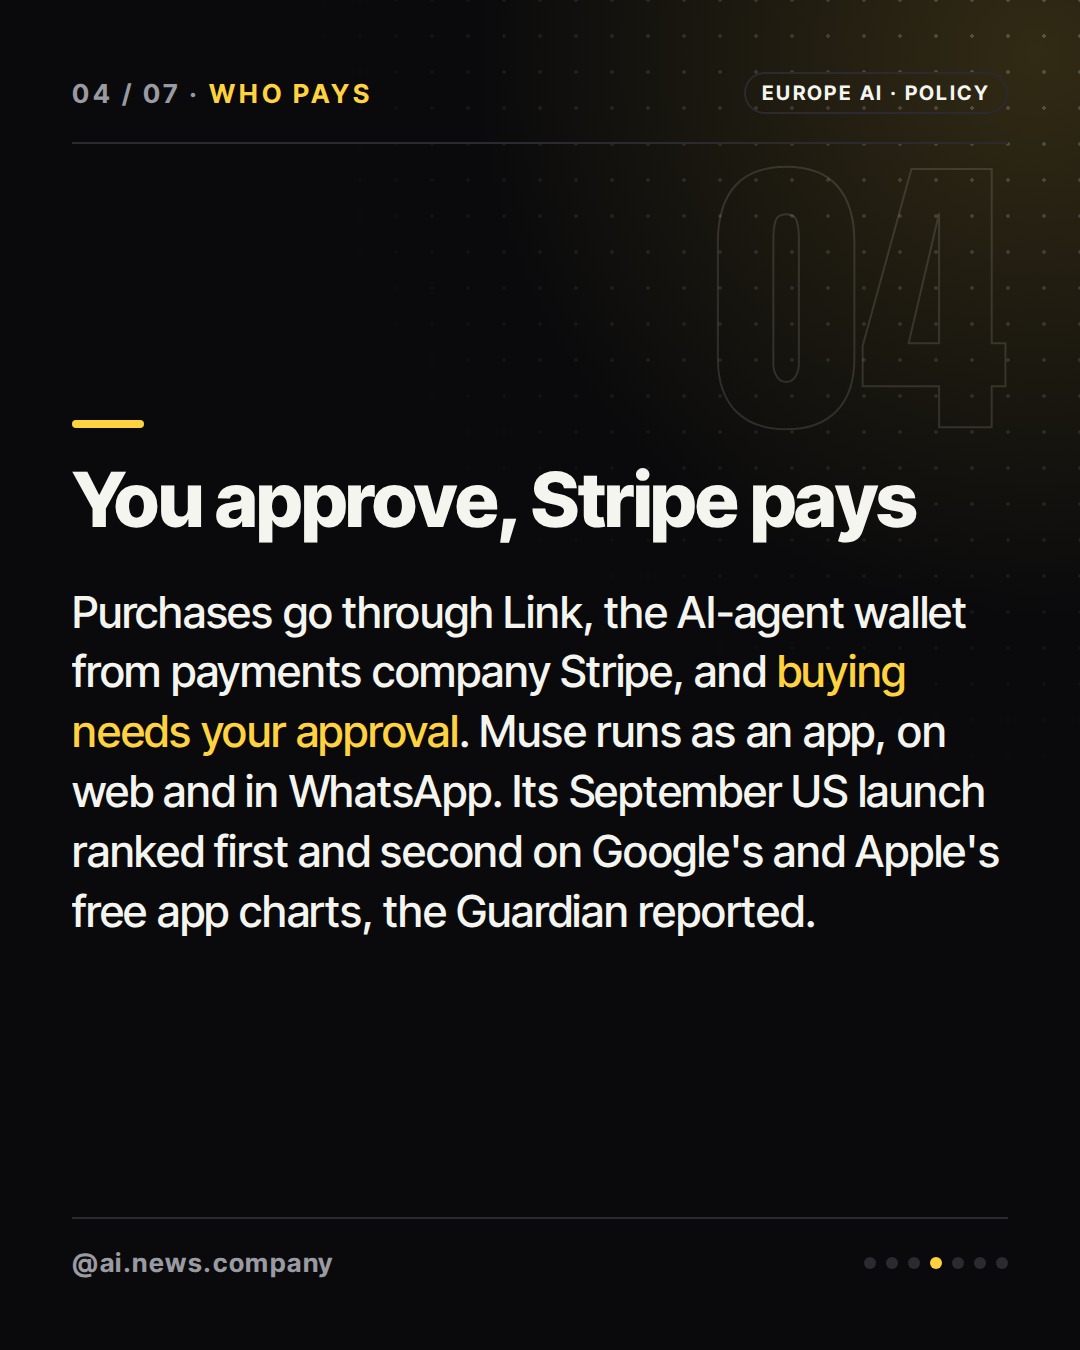 04 / 07 · WHO PAYS
EUROPE AI · POLICY
04
You approve, Stripe pays
Purchases go through Link, the AI-agent wallet
from payments company Stripe, and buying
needs your approval. Muse runs as an app, on
web and in WhatsApp. Its September US launch
ranked first and second on Google's and Apple's
free app charts, the Guardian reported.
@ai.news.company